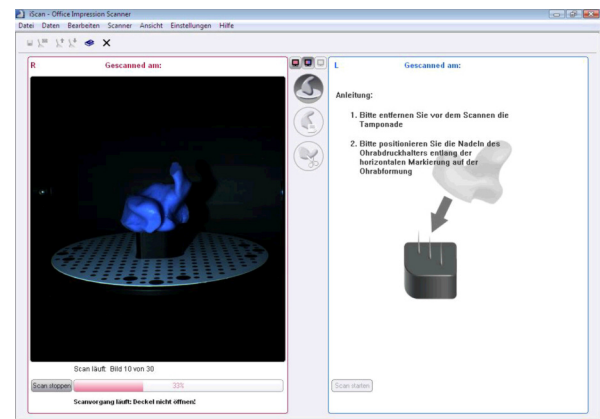 iScan - Office Impression Scanner
Datei Daten Bearbeiten Scanner Ansicht Einstellungen Hilfe
R Gescanned am:
L Gescanned am:
Anleitung:
1. Bitte entfernen Sie vor dem Scannen die
Tamponade
2. Bitte positionieren Sie die Nadeln des
Ohrabdruckhalters entlang der
horizontalen Markierung auf der
Ohrabformung
Scan läuft Bild 10 von 30
Scan stoppen
33%
Scan starten
Scanvorgang läuft: Deckel nicht öffnen!